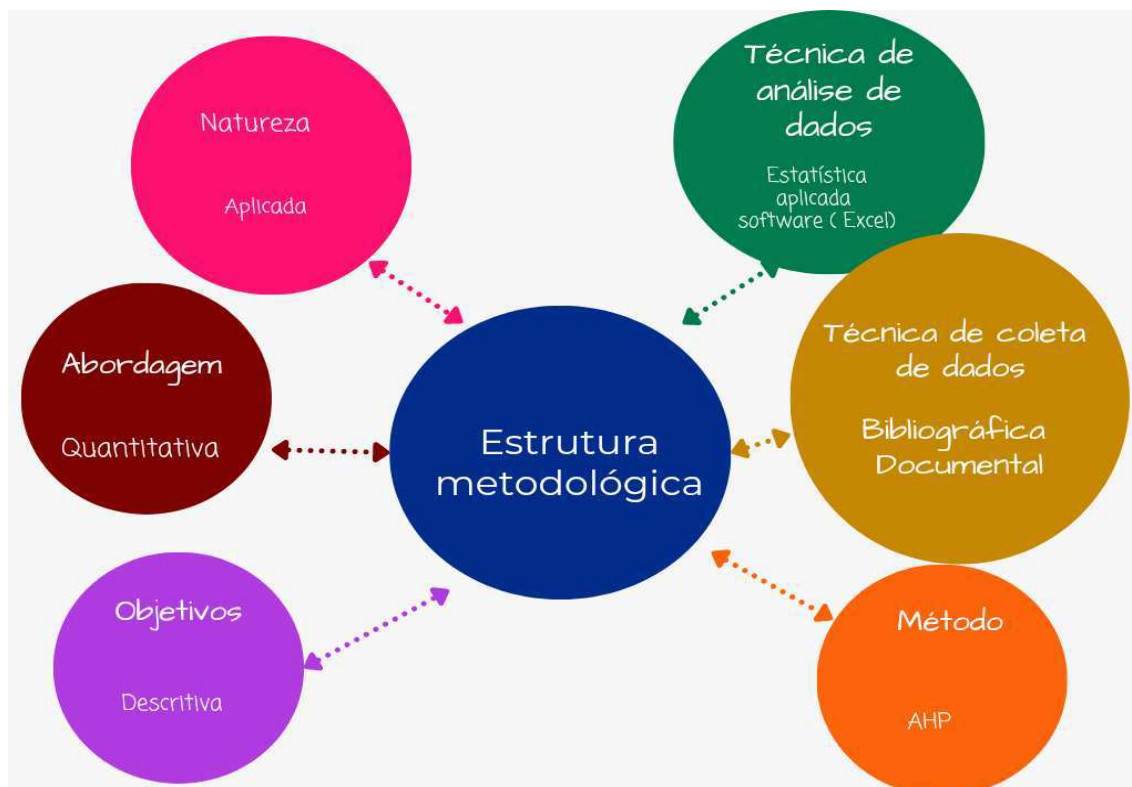 Natureza
Aplicada
Técnica de
análise de
dados
Estatística
aplicada
software ( Excel)
Abordagem
Quantitativa
Estrutura
metodológica
Técnica de coleta
de dados
Bibliográfica
Documental
Objetivos
Descritiva
Método
AHP